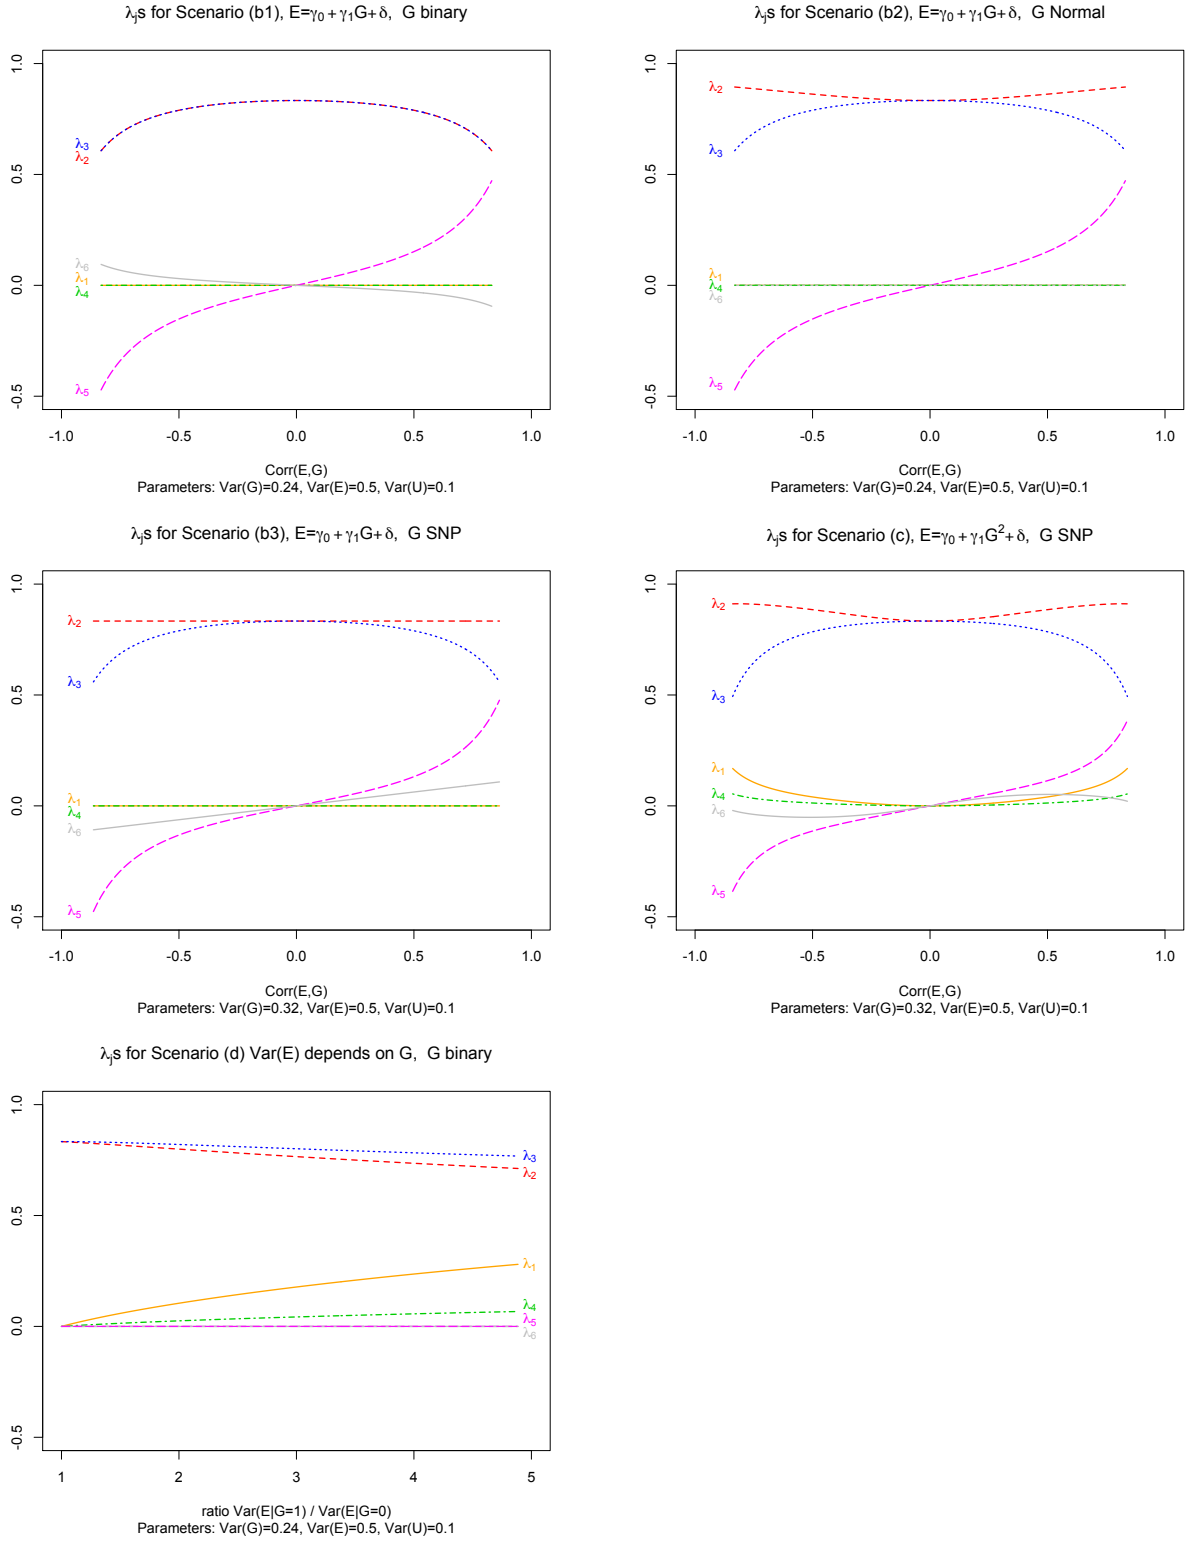 λⱼs for Scenario (b1), E=γ₀ + γ₁G+ δ, G binary
1.0
0.5
0.0
-0.5
λ₃
λ₂
λ₆
λ₁
λ₄
λ₅
-1.0 -0.5 0.0 0.5 1.0
Corr(E,G)
Parameters: Var(G)=0.24, Var(E)=0.5, Var(U)=0.1
λⱼs for Scenario (b2), E=γ₀ + γ₁G+ δ, G Normal
1.0
0.5
0.0
-0.5
λ₂
λ₃
λ₁
λ₄
λ₆
λ₅
-1.0 -0.5 0.0 0.5 1.0
Corr(E,G)
Parameters: Var(G)=0.24, Var(E)=0.5, Var(U)=0.1
λⱼs for Scenario (b3), E=γ₀ + γ₁G+ δ, G SNP
1.0
0.5
0.0
-0.5
λ₂
λ₃
λ₁
λ₄
λ₆
λ₅
-1.0 -0.5 0.0 0.5 1.0
Corr(E,G)
Parameters: Var(G)=0.32, Var(E)=0.5, Var(U)=0.1
λⱼs for Scenario (c), E=γ₀ + γ₁G²+ δ, G SNP
1.0
0.5
0.0
-0.5
λ₂
λ₃
λ₁
λ₄
λ₆
λ₅
-1.0 -0.5 0.0 0.5 1.0
Corr(E,G)
Parameters: Var(G)=0.32, Var(E)=0.5, Var(U)=0.1
λⱼs for Scenario (d) Var(E) depends on G, G binary
1.0
0.5
0.0
-0.5
λ₃
λ₂
λ₁
λ₄
λ₅
λ₆
1 2 3 4 5
ratio Var(E|G=1) / Var(E|G=0)
Parameters: Var(G)=0.24, Var(E)=0.5, Var(U)=0.1